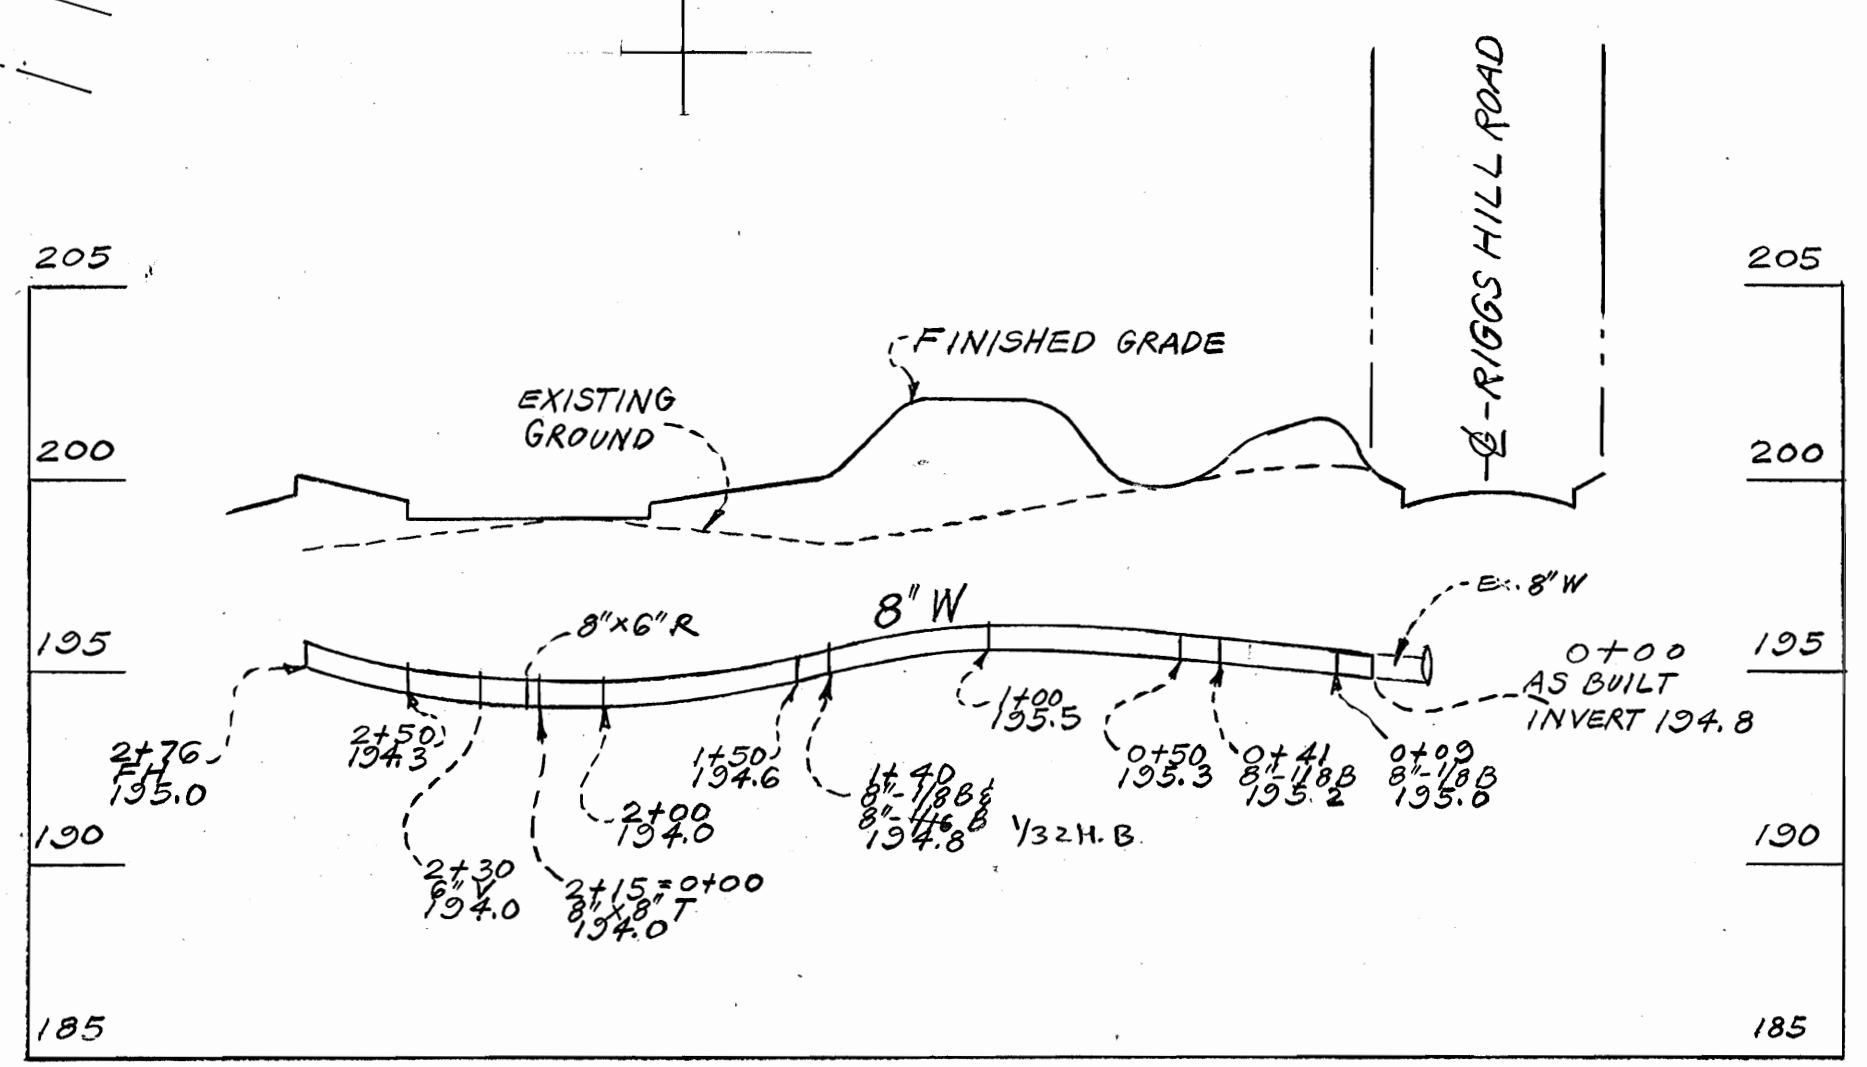 ℄-RIGGS HILL ROAD
205
205
FINISHED GRADE
EXISTING
GROUND
200
200
8" W
EX. 8" W
8"x6" R
195
195
0+00
AS BUILT
INVERT 194.8
2+76
FH
195.0
2+50
194.3
2+30
6" V
194.0
2+15=0+00
8"x8" T
194.0
2+00
194.0
1+50
194.6
1+40
8"-1/8B &
8"-1/16 B 1/32 H.B.
194.8
1+00
195.5
0+50
195.3
0+41
8"-1/8B
195.2
0+09
8"-1/8B
195.0
190
190
185
185